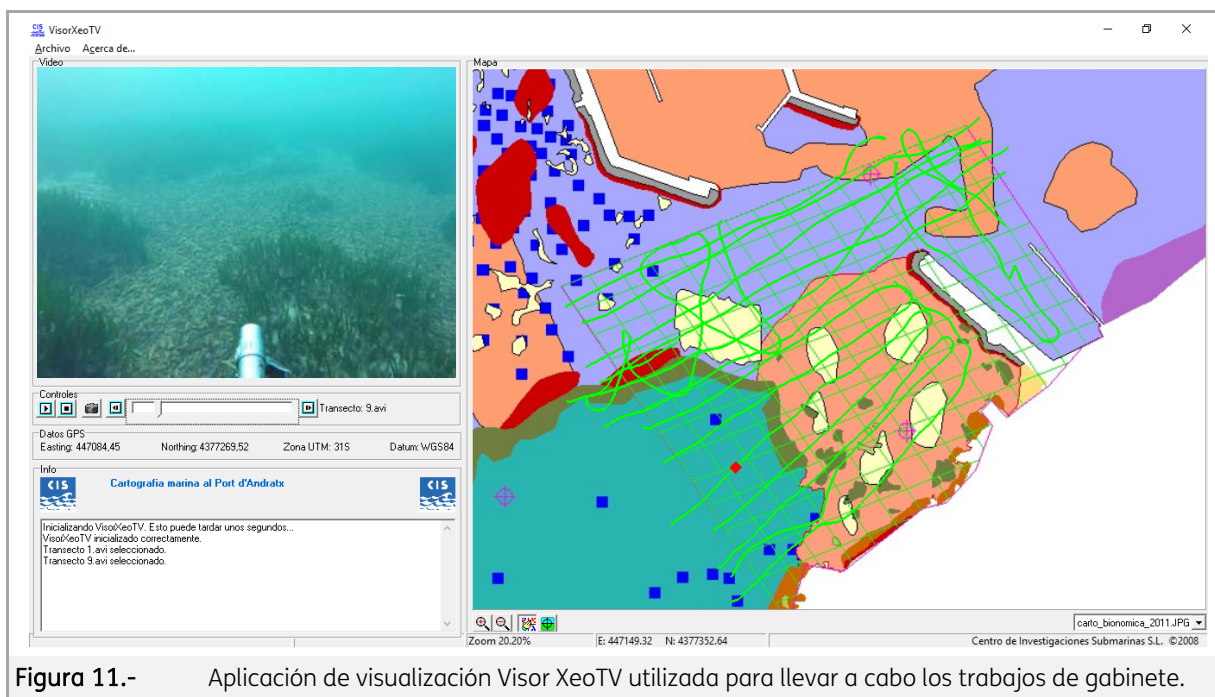 CIS VisorXeoTV
Archivo Acerca de...
Video
Mapa
Controles
Transecto: 9.avi
Datos GPS
Easting: 447084,45 Northing: 4377269,52 Zona UTM: 31S Datum: WGS84
Info
CIS Cartografia marina al Port d'Andratx CIS
Inicializando VisorXeoTV. Esto puede tardar unos segundos...
VisorXeoTV inicializado correctamente.
Transecto 1.avi seleccionado.
Transecto 9.avi seleccionado.
carto_bionomica_2011.JPG
Zoom 20.20% E: 447149.32 N: 4377352.64 Centro de Investigaciones Submarinas S.L. ©2008
Figura 11.- Aplicación de visualización Visor XeoTV utilizada para llevar a cabo los trabajos de gabinete.